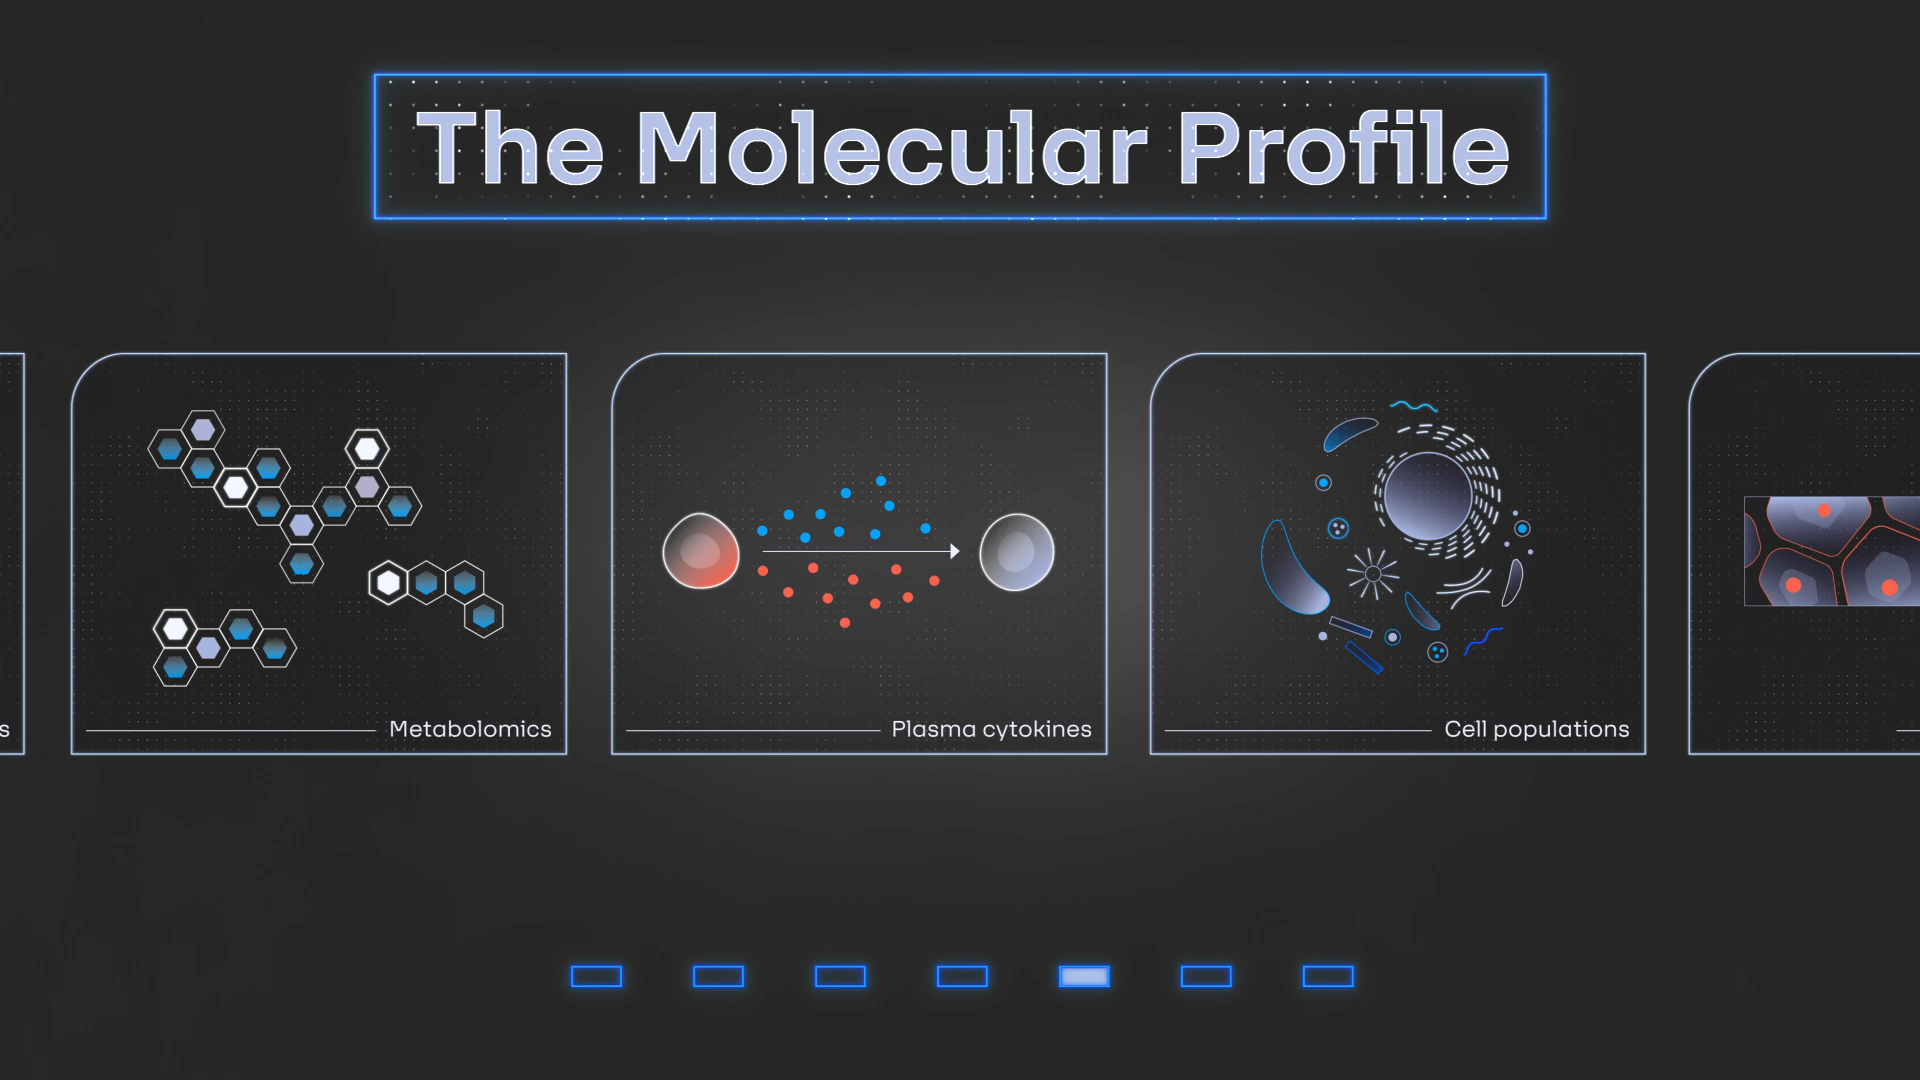 The Molecular Profile
s
Metabolomics
Plasma cytokines
Cell populations